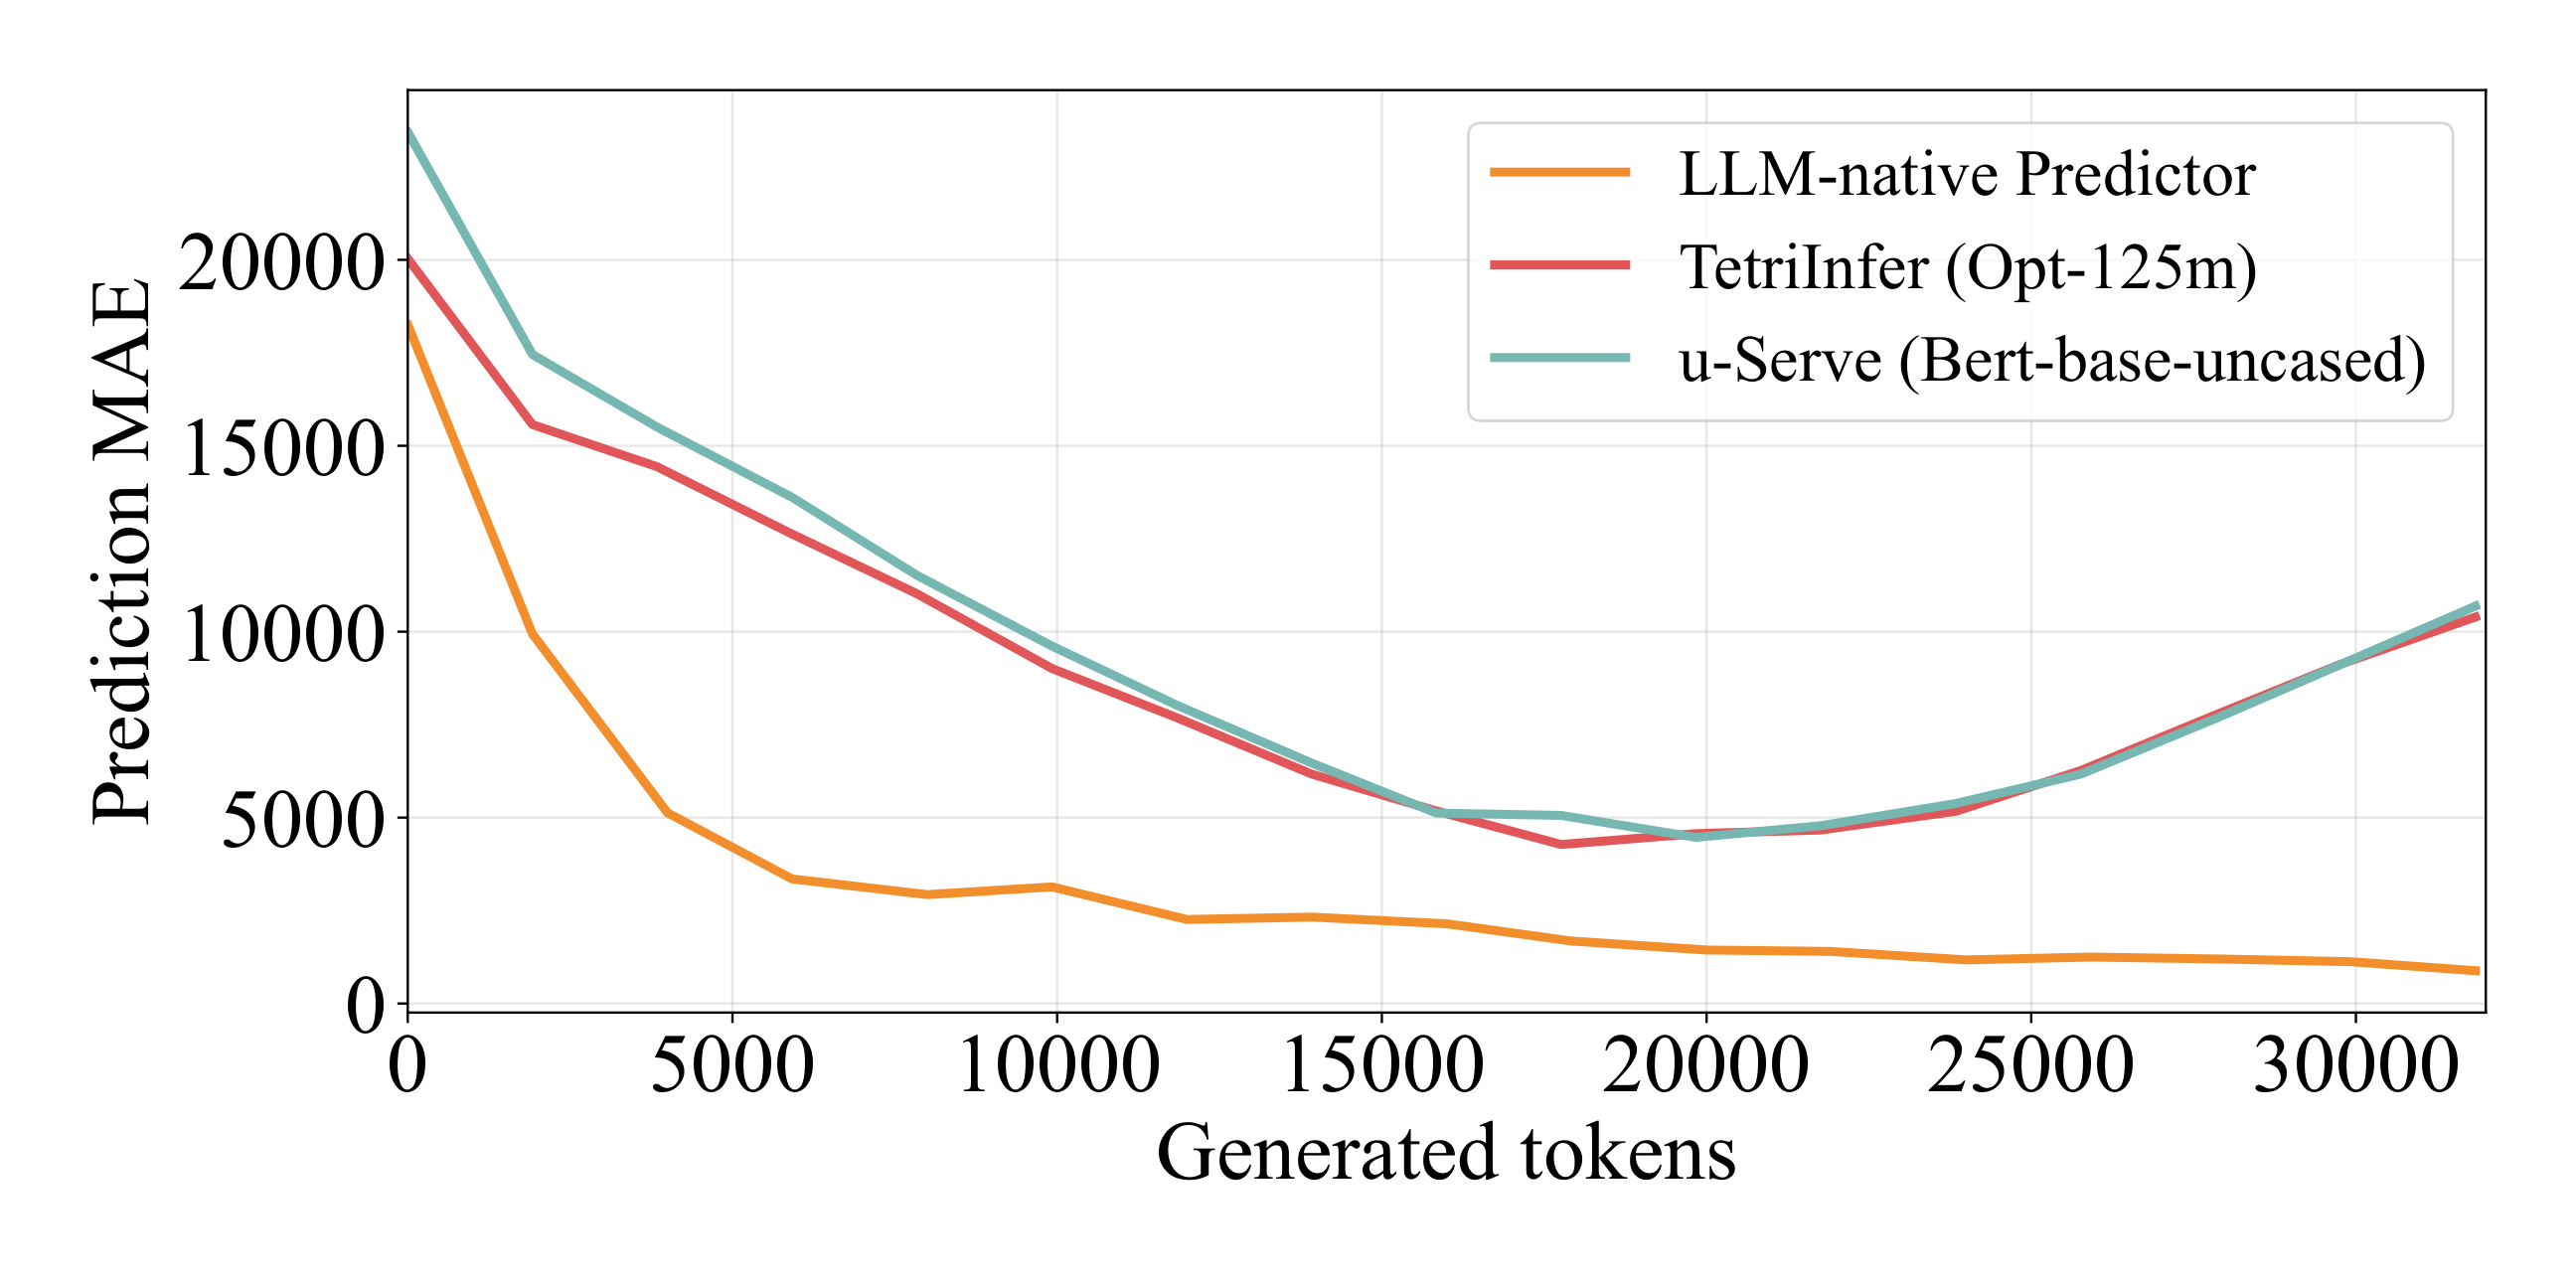 LLM-native Predictor
TetriInfer (Opt-125m)
u-Serve (Bert-base-uncased)
Prediction MAE
20000
15000
10000
5000
0
0 5000 10000 15000 20000 25000 30000
Generated tokens